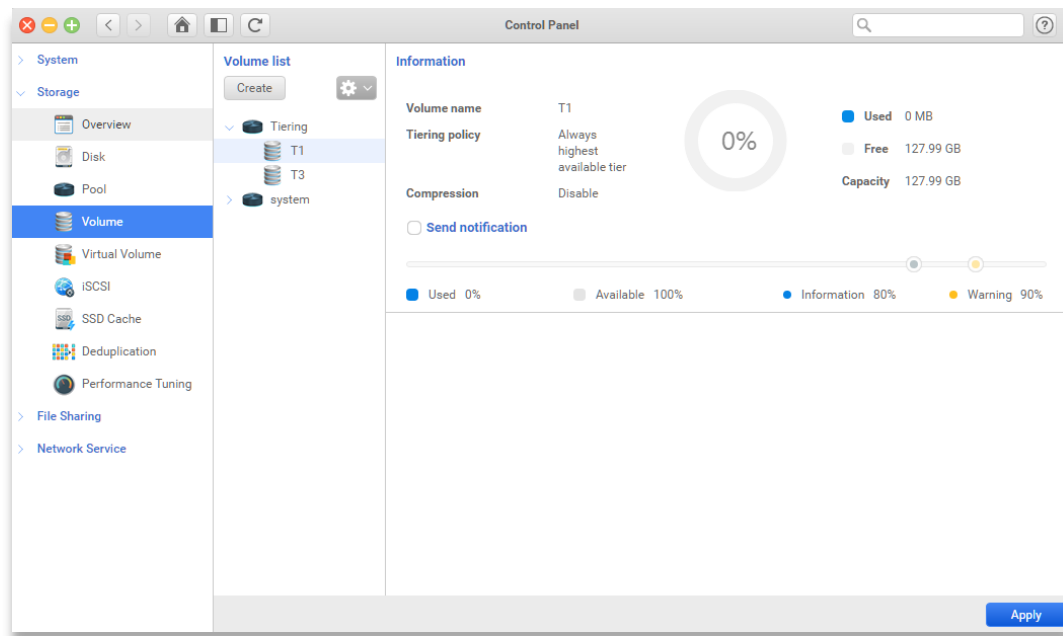 Control Panel
System
Storage
Overview
Disk
Pool
Volume
Virtual Volume
iSCSI
SSD Cache
Deduplication
Performance Tuning
File Sharing
Network Service
Volume list
Create
Tiering
T1
T3
system
Information
Volume name T1
Tiering policy Always
highest
available tier
Compression Disable
0%
Used 0 MB
Free 127.99 GB
Capacity 127.99 GB
Send notification
Used 0% Available 100% Information 80% Warning 90%
Apply